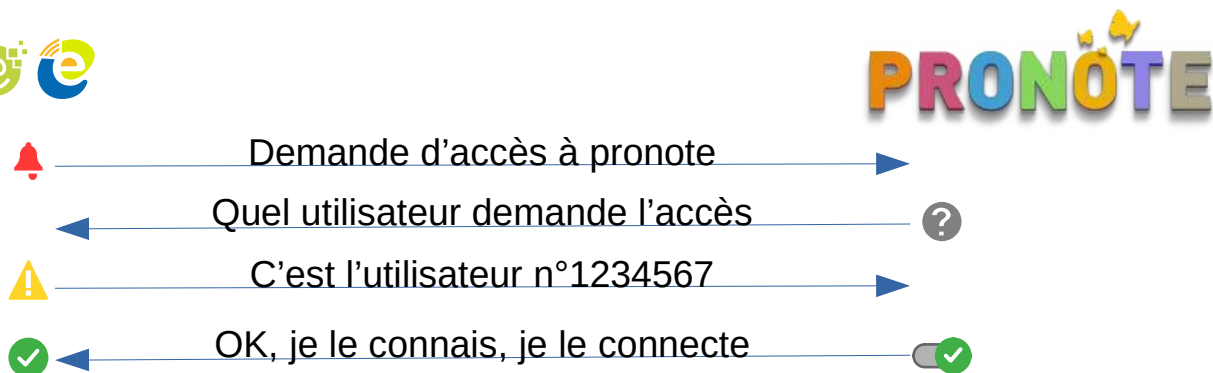 e e
PRONOTE
Demande d’accès à pronote
Quel utilisateur demande l’accès
?
!
C’est l’utilisateur n°1234567
OK, je le connais, je le connecte